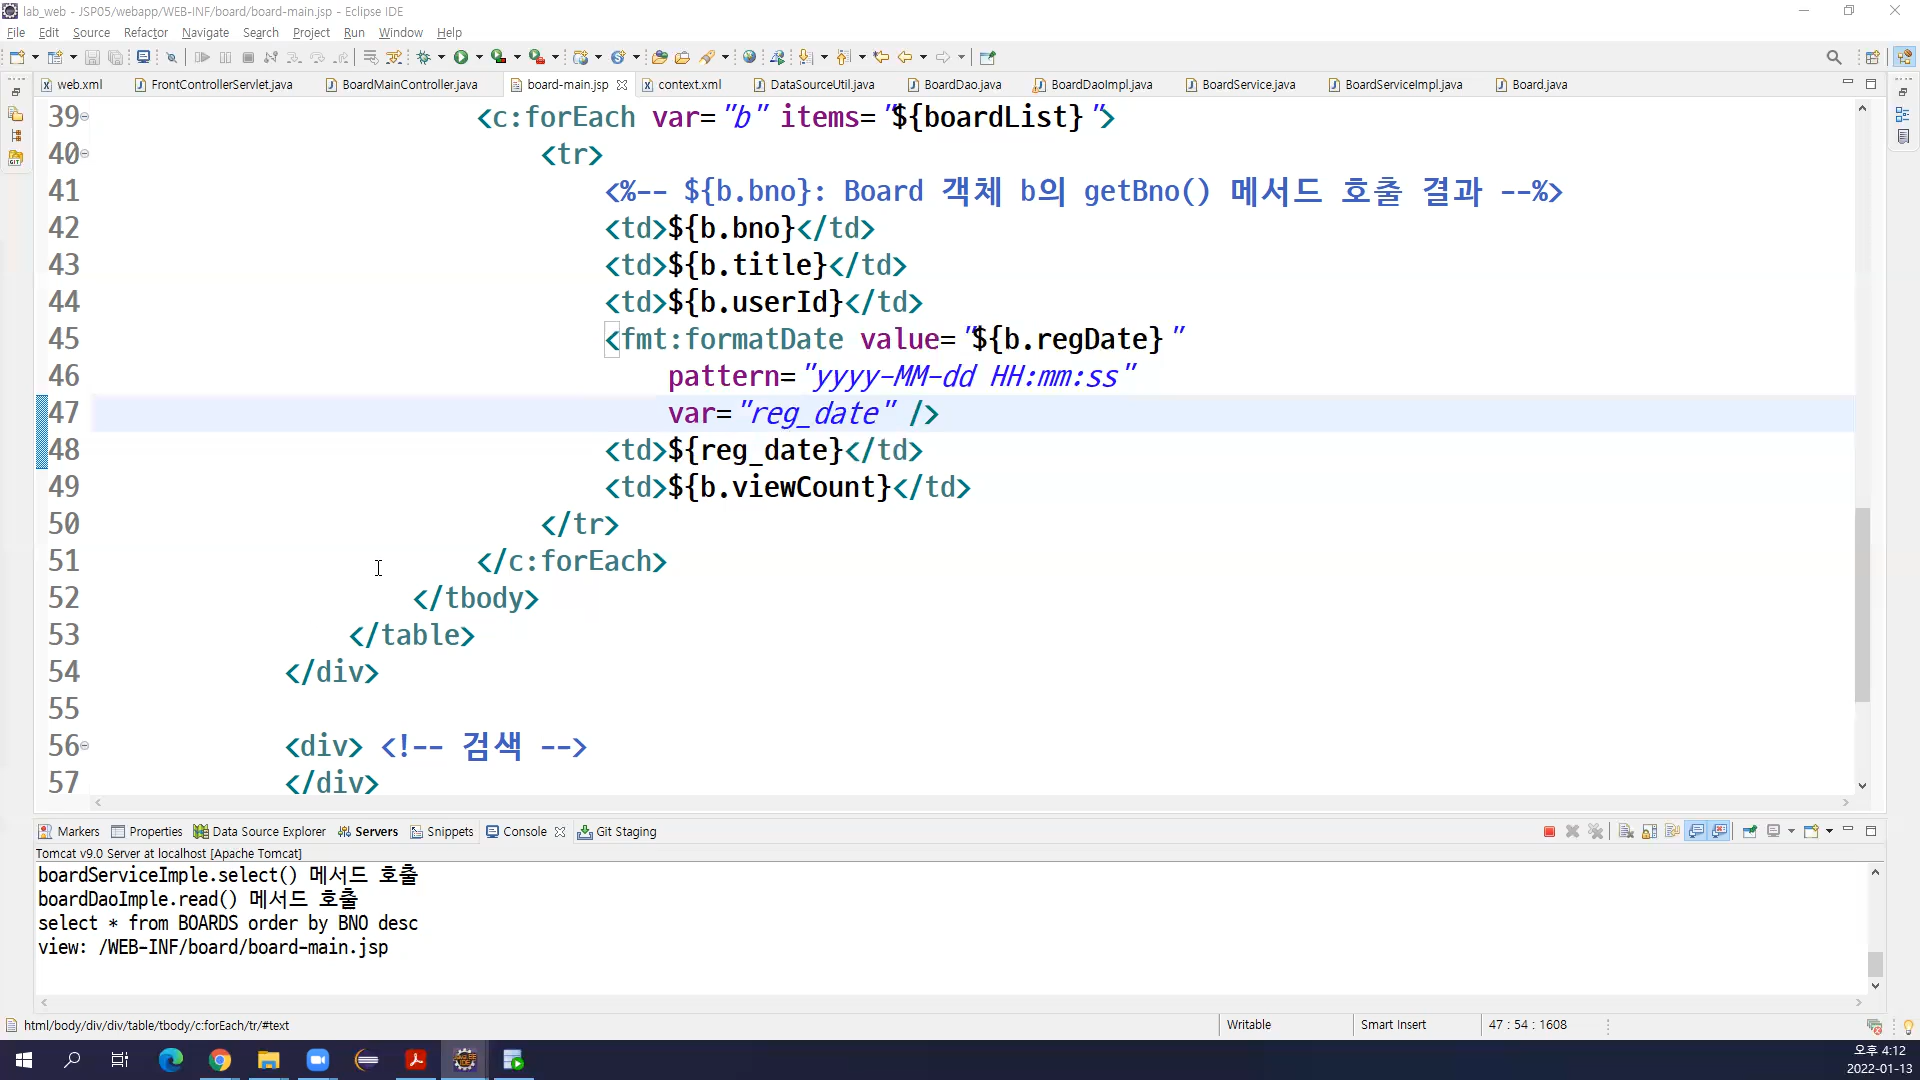 lab_web - JSP05/webapp/WEB-INF/board/board-main.jsp - Eclipse IDE
File Edit Source Refactor Navigate Search Project Run Window Help
web.xml FrontControllerServlet.java BoardMainController.java board-main.jsp context.xml DataSourceUtil.java BoardDao.java BoardDaoImpl.java BoardService.java BoardServiceImpl.java Board.java
39 <c:forEach var="b" items="${boardList}">
40 <tr>
41 <%-- ${b.bno}: Board 객체 b의 getBno() 메서드 호출 결과 --%>
42 <td>${b.bno}</td>
43 <td>${b.title}</td>
44 <td>${b.userId}</td>
45 <fmt:formatDate value="${b.regDate}"
46 pattern="yyyy-MM-dd HH:mm:ss"
47 var="reg_date" />
48 <td>${reg_date}</td>
49 <td>${b.viewCount}</td>
50 </tr>
51 </c:forEach>
52 </tbody>
53 </table>
54 </div>
55
56 <div> <!-- 검색 -->
57 </div>
Markers Properties Data Source Explorer Servers Snippets Console Git Staging
Tomcat v9.0 Server at localhost [Apache Tomcat]
boardServiceImple.select() 메서드 호출
boardDaoImple.read() 메서드 호출
select * from BOARDS order by BNO desc
view: /WEB-INF/board/board-main.jsp
html/body/div/div/table/tbody/c:forEach/tr/#text Writable Smart Insert 47 : 54 : 1608
오후 4:12
2022-01-13